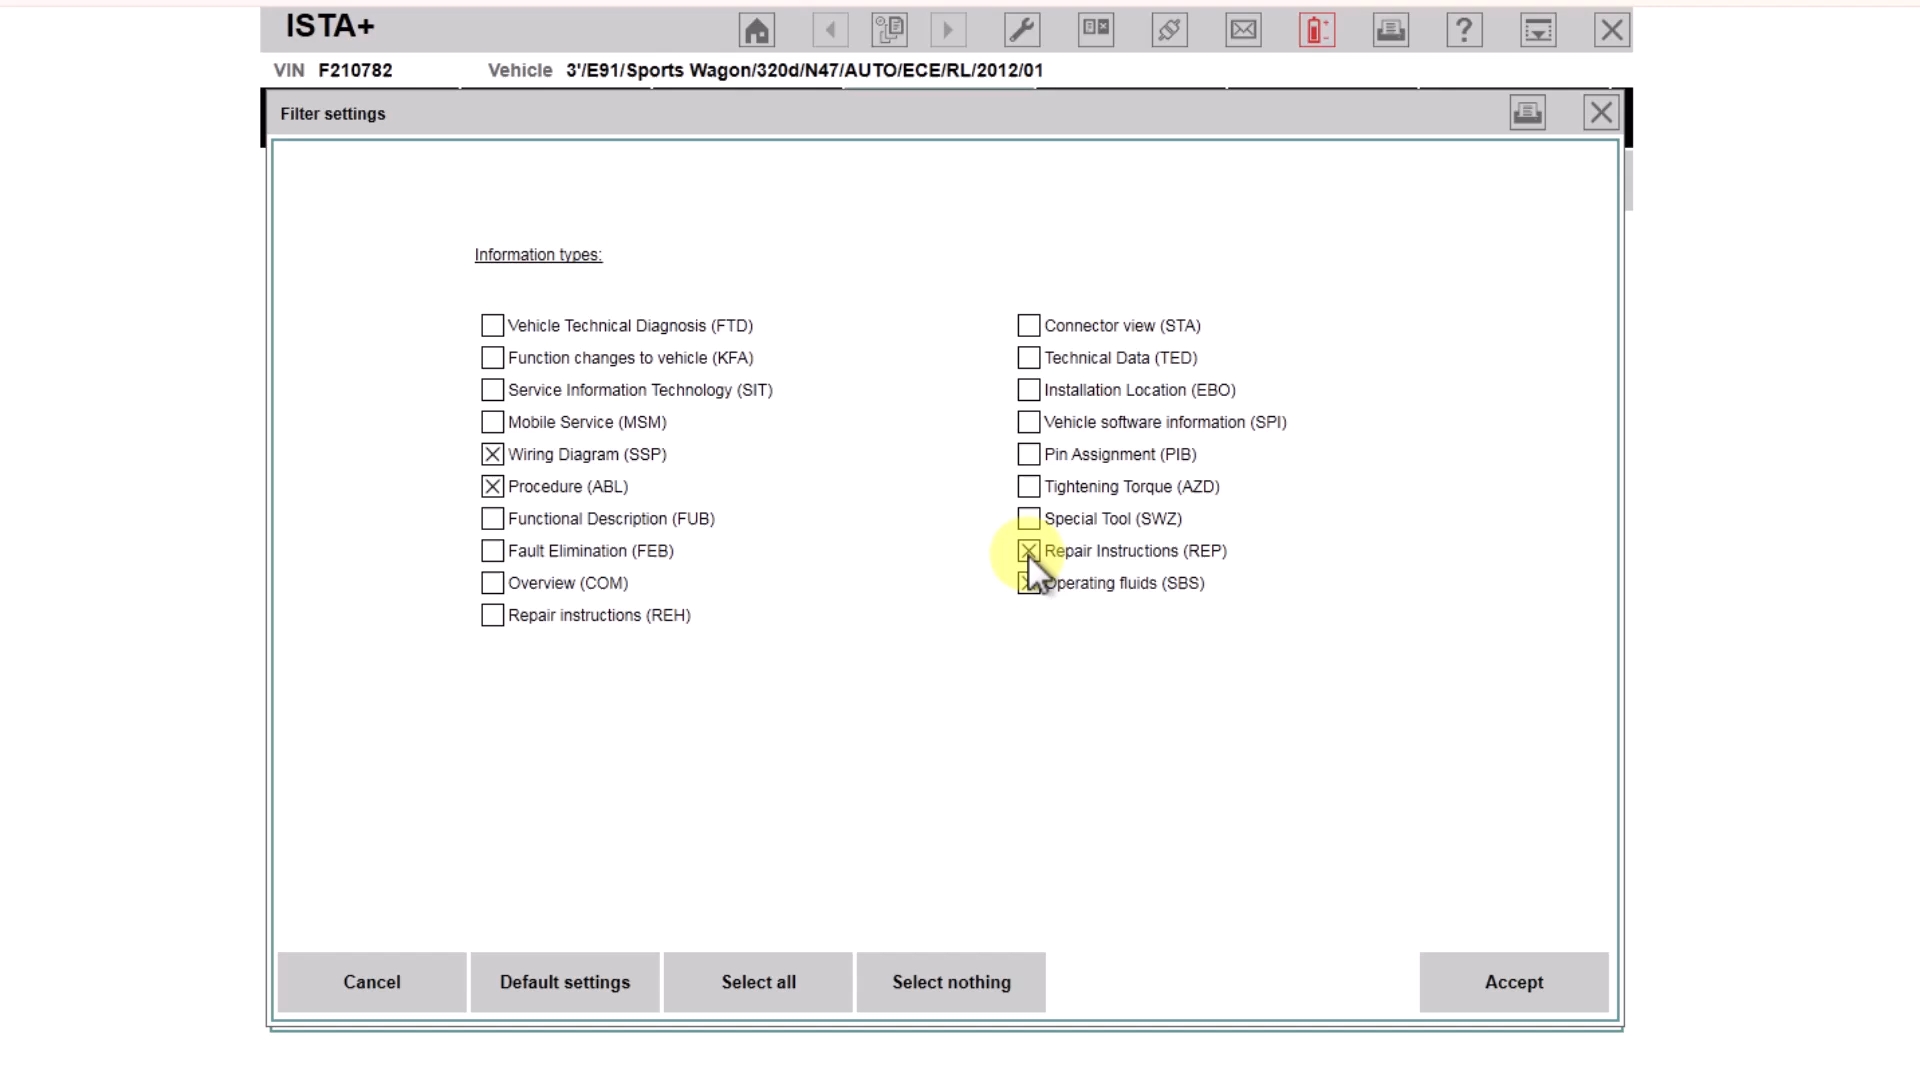 ISTA+
VIN F210782 Vehicle 3'/E91/Sports Wagon/320d/N47/AUTO/ECE/RL/2012/01
Filter settings
Information types:
Vehicle Technical Diagnosis (FTD)
Function changes to vehicle (KFA)
Service Information Technology (SIT)
Mobile Service (MSM)
Wiring Diagram (SSP)
Procedure (ABL)
Functional Description (FUB)
Fault Elimination (FEB)
Overview (COM)
Repair instructions (REH)
Connector view (STA)
Technical Data (TED)
Installation Location (EBO)
Vehicle software information (SPI)
Pin Assignment (PIB)
Tightening Torque (AZD)
Special Tool (SWZ)
Repair Instructions (REP)
Operating fluids (SBS)
Cancel Default settings Select all Select nothing Accept